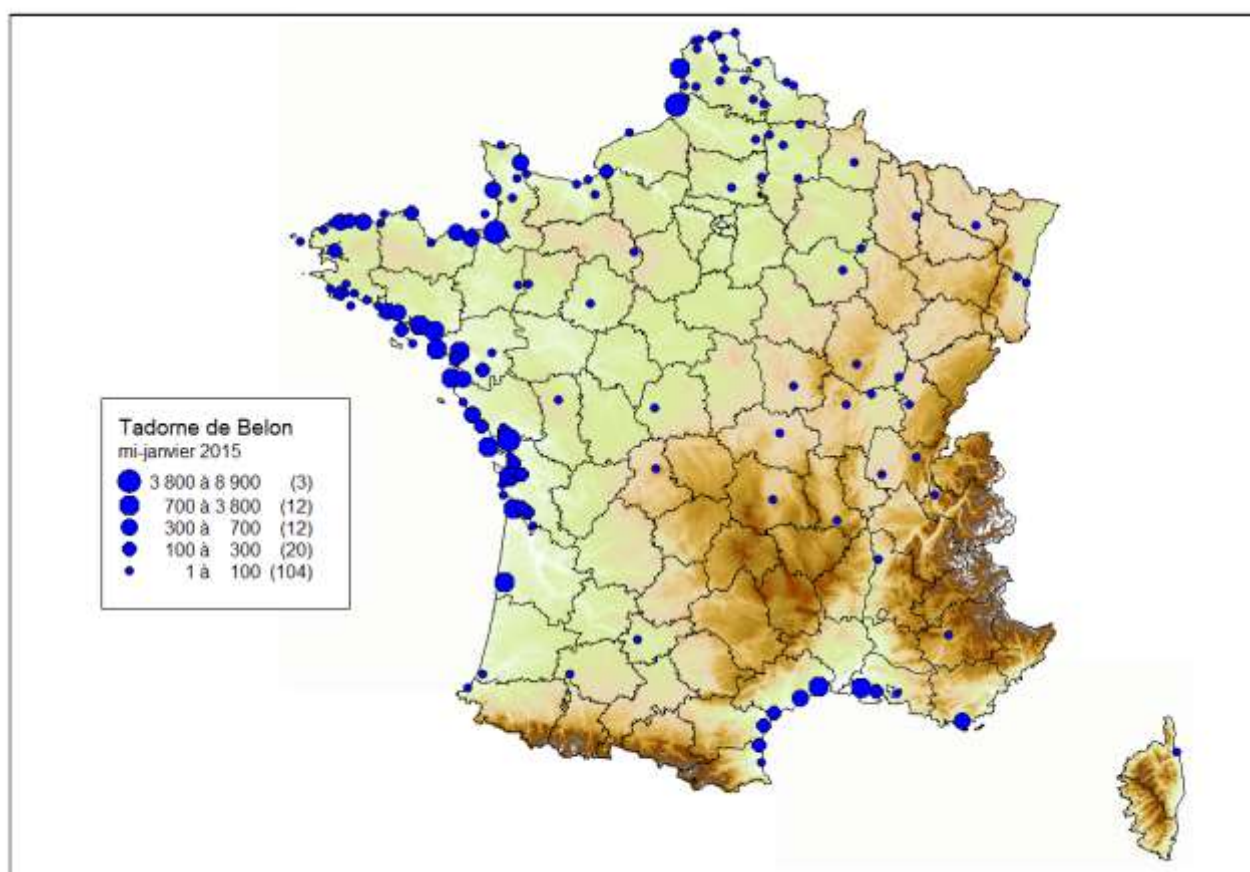 Tadorne de Belon
mi-janvier 2015
3 800 à 8 900 (3)
700 à 3 800 (12)
300 à 700 (12)
100 à 300 (20)
1 à 100 (104)